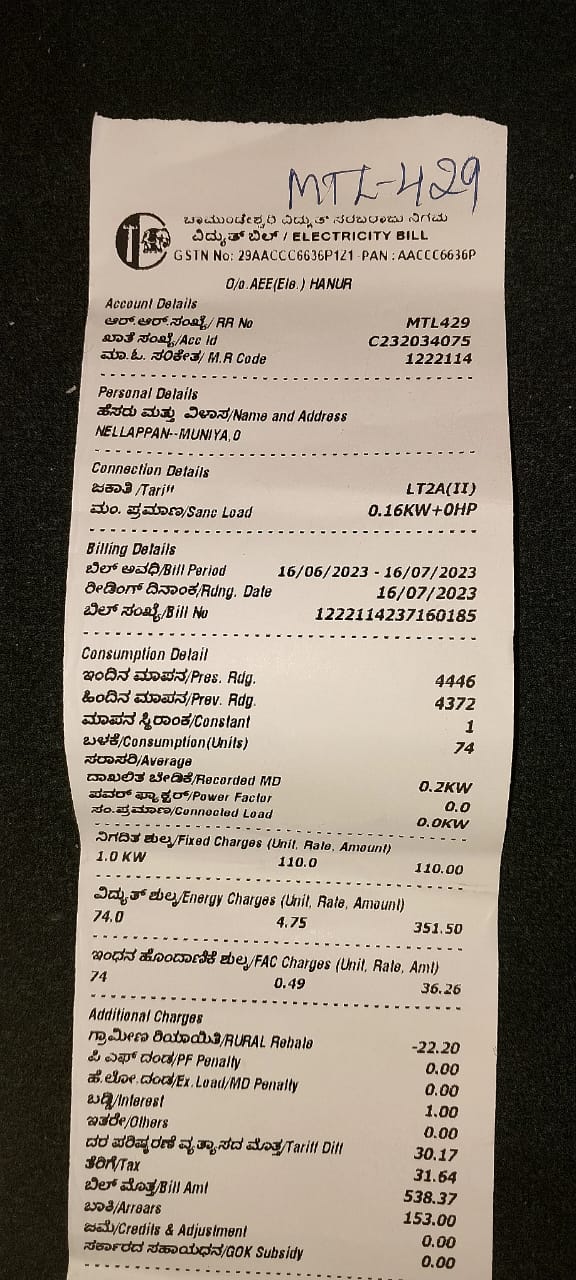 MTL-429
ಚಾಮುಂಡೇಶ್ವರಿ ವಿದ್ಯುತ್ ಸರಬರಾಜು ನಿಗಮ
ವಿದ್ಯುತ್ ಬಿಲ್ / ELECTRICITY BILL
GSTN No: 29AACCC6636P1Z1 PAN : AACCC6636P
O/o.AEE(Ele.) HANUR
Account Details
ಆರ್.ಆರ್.ಸಂಖ್ಯೆ/ RR No MTL429
ಖಾತೆ ಸಂಖ್ಯೆ/Acc Id C232034075
ಮಾ.ಓ. ಸಂಕೇತ/ M.R Code 1222114
Personal Details
ಹೆಸರು ಮತ್ತು ವಿಳಾಸ/Name and Address
NELLAPPAN--MUNIYA,0
Connection Details
ಜಕಾತಿ /Tariff LT2A(II)
ಮಂ. ಪ್ರಮಾಣ/Sanc Load 0.16KW+0HP
Billing Details
ಬಿಲ್ ಅವಧಿ/Bill Period 16/06/2023 - 16/07/2023
ರೀಡಿಂಗ್ ದಿನಾಂಕ/Rdng. Date 16/07/2023
ಬಿಲ್ ಸಂಖ್ಯೆ/Bill No 1222114237160185
Consumption Detail
ಇಂದಿನ ಮಾಪನ/Pres. Rdg. 4446
ಹಿಂದಿನ ಮಾಪನ/Prev. Rdg. 4372
ಮಾಪನ ಸ್ಥಿರಾಂಕ/Constant 1
ಬಳಕೆ/Consumption(Units) 74
ಸರಾಸರಿ/Average
ದಾಖಲಿತ ಬೇಡಿಕೆ/Recorded MD 0.2KW
ಪವರ್ ಫ್ಯಾಕ್ಟರ್/Power Factor 0.0
ಸಂ.ಪ್ರಮಾಣ/Connected Load 0.0KW
ನಿಗದಿತ ಶುಲ್ಕ/Fixed Charges (Unit, Rate, Amount)
1.0 KW 110.0 110.00
ವಿದ್ಯುತ್ ಶುಲ್ಕ/Energy Charges (Unit, Rate, Amount)
74.0 4.75 351.50
ಇಂಧನ ಹೊಂದಾಣಿಕೆ ಶುಲ್ಕ/FAC Charges (Unit, Rate, Amt)
74 0.49 36.26
Additional Charges
ಗ್ರಾಮೀಣ ರಿಯಾಯಿತಿ/RURAL Rebate -22.20
ಪಿ ಎಫ್ ದಂಡ/PF Penalty 0.00
ಹೆ.ಲೋ.ದಂಡ/Ex.Load/MD Penalty 0.00
ಬಡ್ಡಿ/Interest 1.00
ಇತರೇ/Others 0.00
ದರ ಪರಿಷ್ಕರಣೆ ವ್ಯತ್ಯಾಸದ ಮೊತ್ತ/Tariff Diff 30.17
ತೆರಿಗೆ/Tax 31.64
ಬಿಲ್ ಮೊತ್ತ/Bill Amt 538.37
ಬಾಕಿ/Arrears 153.00
ಜಮೆ/Credits & Adjustment 0.00
ಸರ್ಕಾರದ ಸಹಾಯಧನ/GOK Subsidy 0.00